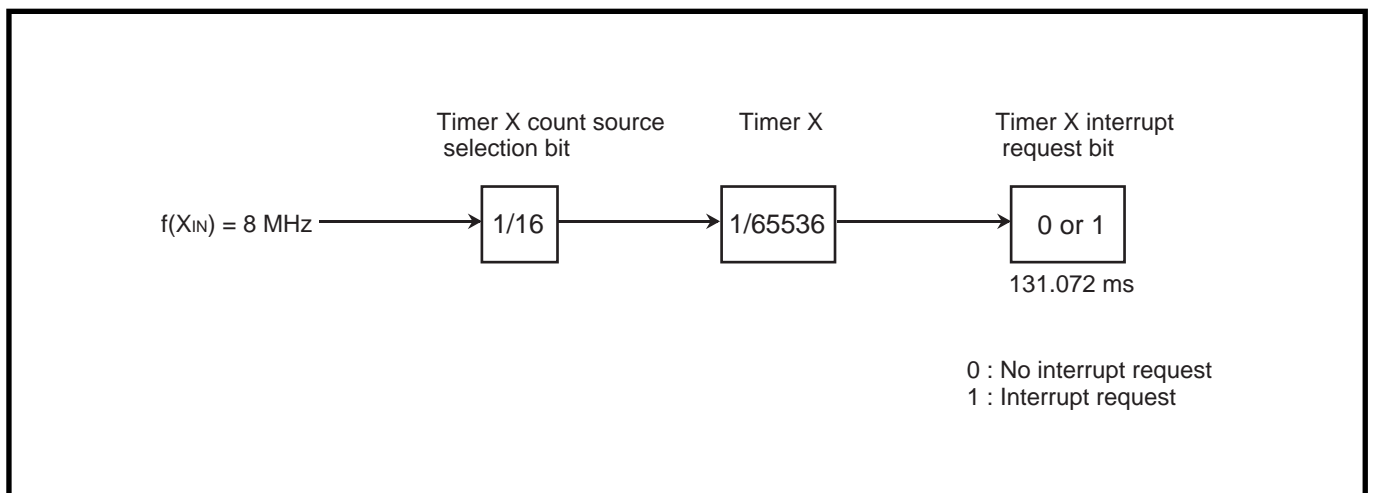 Timer X count source
selection bit
Timer X
Timer X interrupt
request bit
f(XIN) = 8 MHz
1/16
1/65536
0 or 1
131.072 ms
0 : No interrupt request
1 : Interrupt request